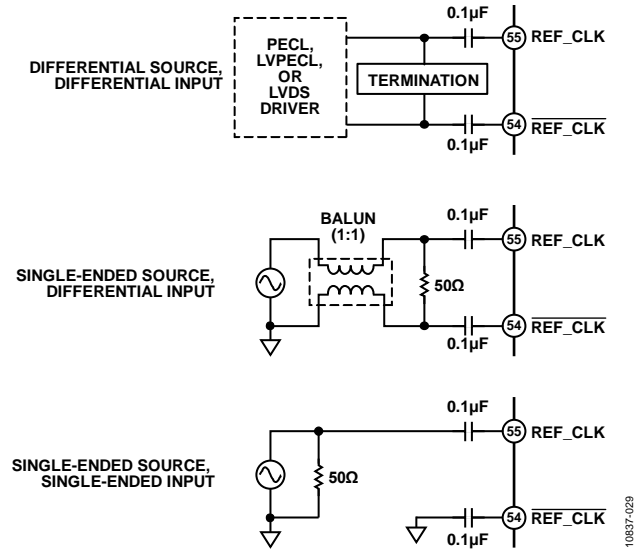 0.1µF
55 REF_CLK
DIFFERENTIAL SOURCE,
DIFFERENTIAL INPUT
PECL,
LVPECL,
OR
LVDS
DRIVER
TERMINATION
54 REF_CLK
0.1µF
BALUN
(1:1)
0.1µF
55 REF_CLK
SINGLE-ENDED SOURCE,
DIFFERENTIAL INPUT
50Ω
54 REF_CLK
0.1µF
0.1µF
55 REF_CLK
SINGLE-ENDED SOURCE,
SINGLE-ENDED INPUT
50Ω
54 REF_CLK
0.1µF
10837-029